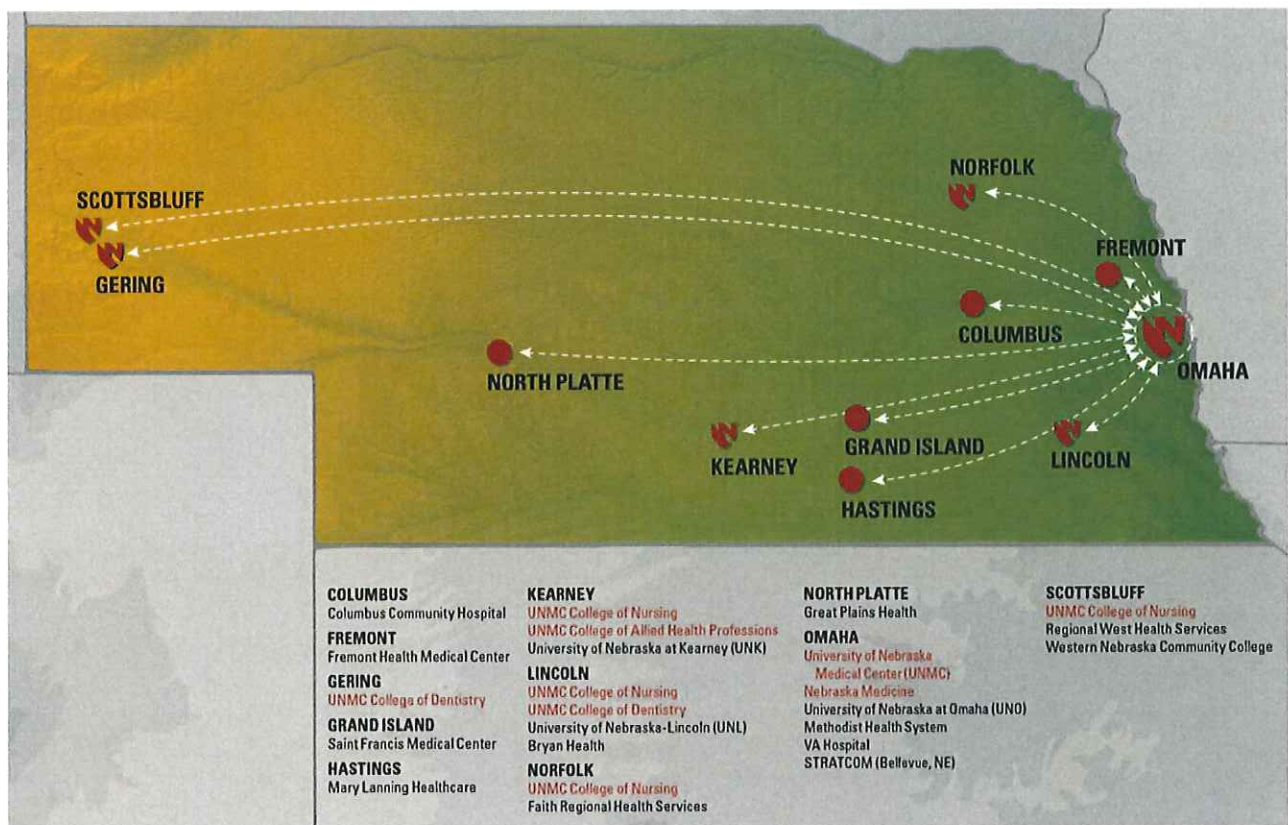 NORFOLK
SCOTTSBLUFF
FREMONT
GERING
COLUMBUS
OMAHA
NORTH PLATTE
GRAND ISLAND
KEARNEY
LINCOLN
HASTINGS
COLUMBUS
Columbus Community Hospital
FREMONT
Fremont Health Medical Center
GERING
UNMC College of Dentistry
GRAND ISLAND
Saint Francis Medical Center
HASTINGS
Mary Lanning Healthcare
KEARNEY
UNMC College of Nursing
UNMC College of Allied Health Professions
University of Nebraska at Kearney (UNK)
LINCOLN
UNMC College of Nursing
UNMC College of Dentistry
University of Nebraska-Lincoln (UNL)
Bryan Health
NORFOLK
UNMC College of Nursing
Faith Regional Health Services
NORTH PLATTE
Great Plains Health
OMAHA
University of Nebraska
Medical Center (UNMC)
Nebraska Medicine
University of Nebraska at Omaha (UNO)
Methodist Health System
VA Hospital
STRATCOM (Bellevue, NE)
SCOTTSBLUFF
UNMC College of Nursing
Regional West Health Services
Western Nebraska Community College